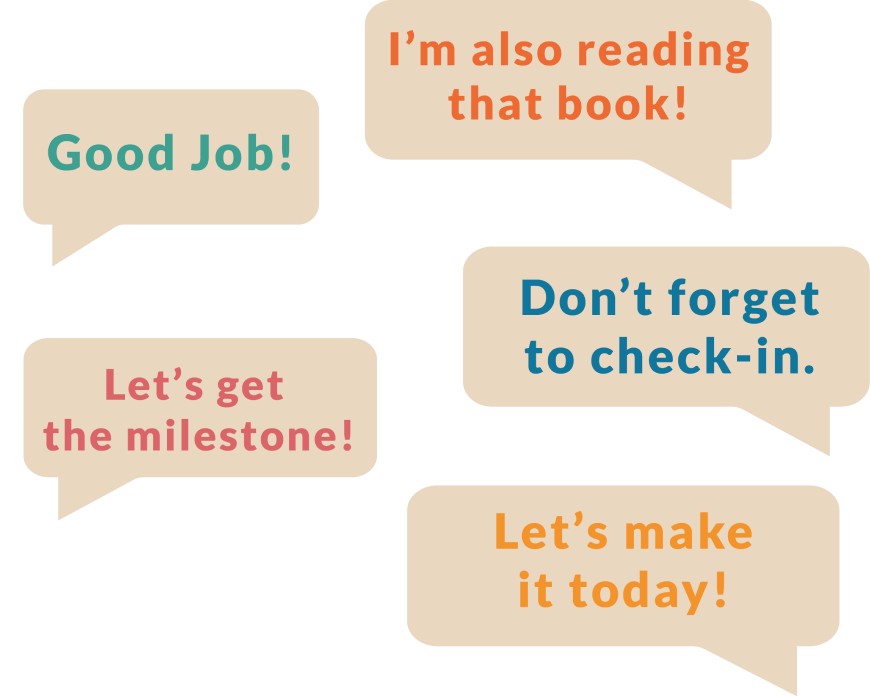 I’m also reading
that book!
Good Job!
Don’t forget
to check-in.
Let’s get
the milestone!
Let’s make
it today!